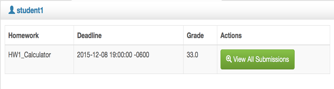 student1
Homework Deadline Grade Actions
HW1_Calculator 2015-12-08 19:00:00 -0600 33.0 View All Submissions